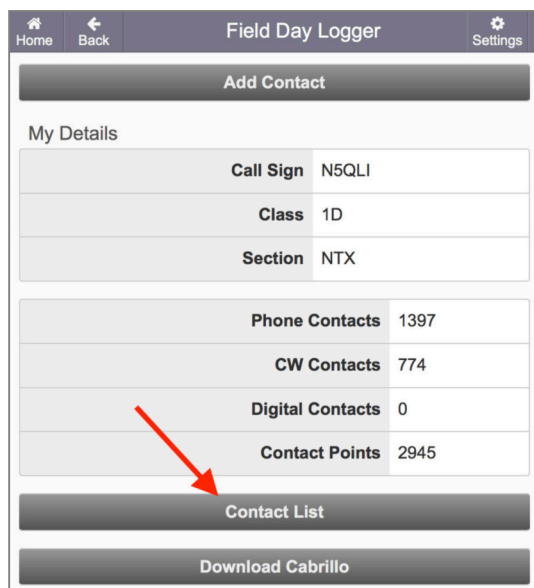 Home Back Field Day Logger Settings
Add Contact
My Details
Call Sign N5QLI
Class 1D
Section NTX
Phone Contacts 1397
CW Contacts 774
Digital Contacts 0
Contact Points 2945
Contact List
Download Cabrillo